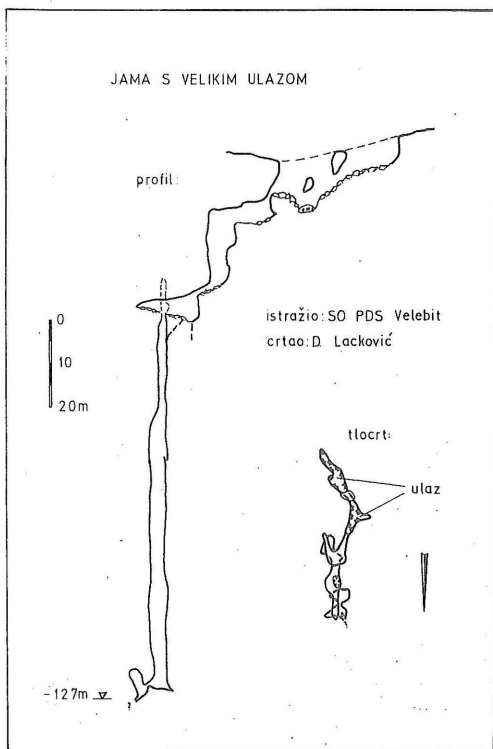 JAMA S VELIKIM ULAZOM
profil:
istražio: SO PDS Velebit
crtao: D. Lacković
0
10
20m
tlocrt:
ulaz
-127m
?